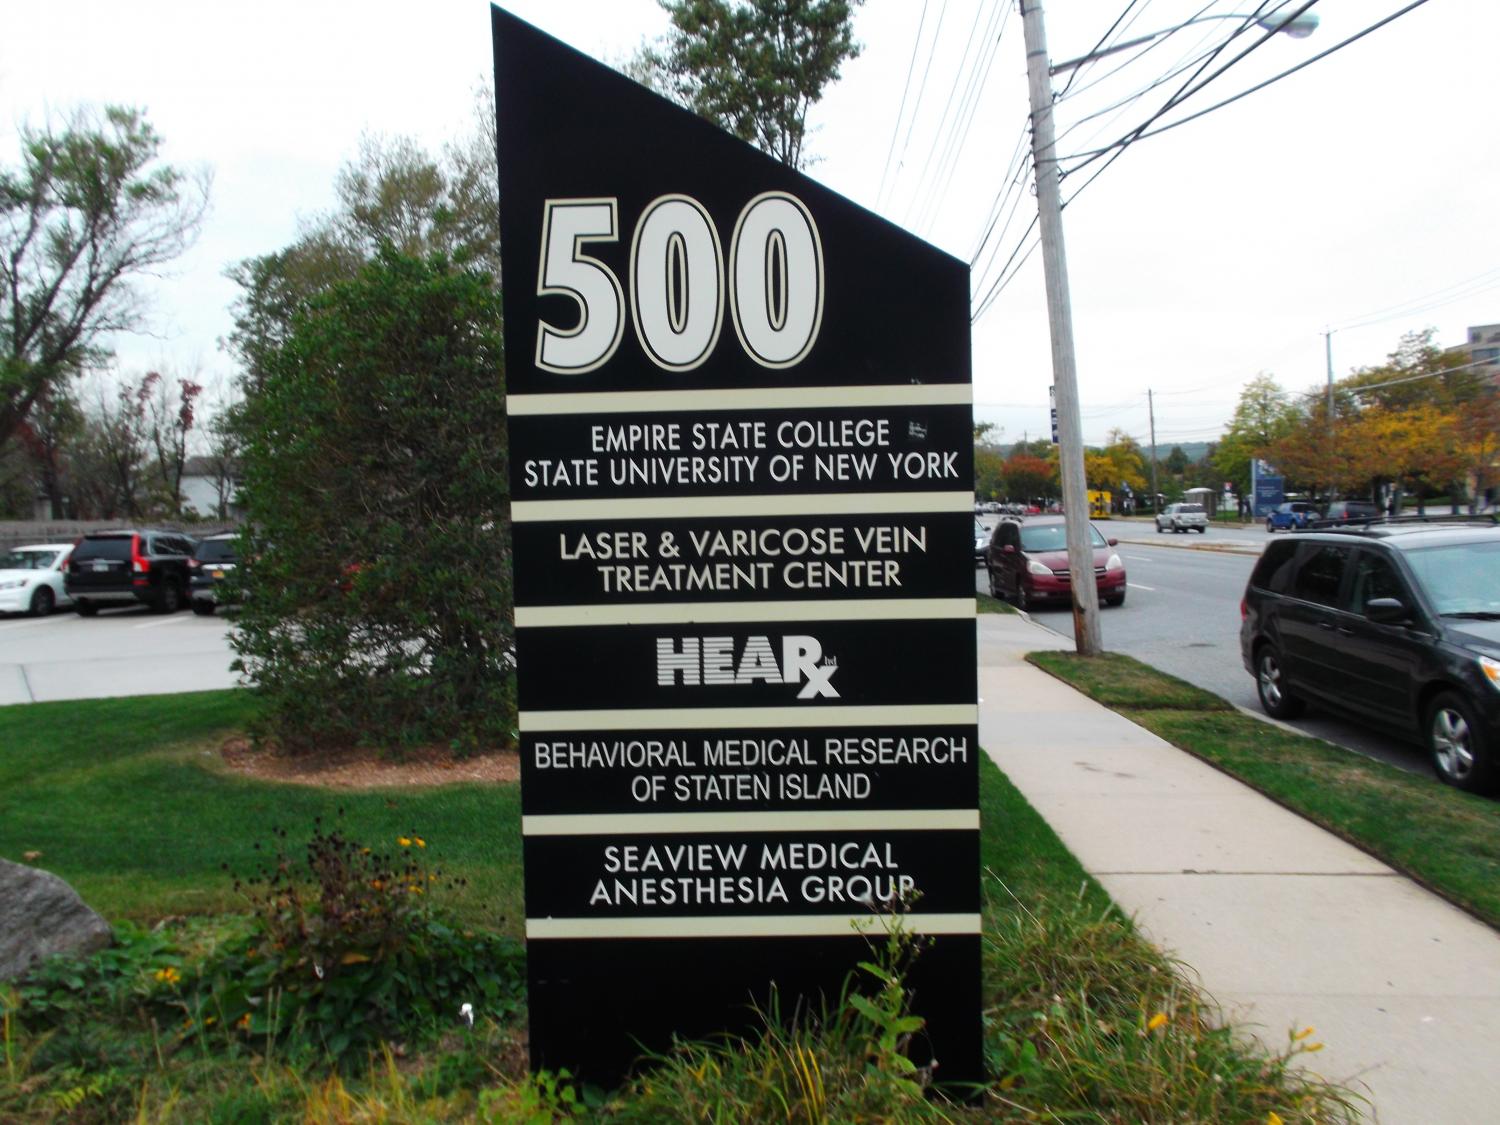 500
EMPIRE STATE COLLEGE
STATE UNIVERSITY OF NEW YORK
LASER & VARICOSE VEIN
TREATMENT CENTER
HEARx ltd
BEHAVIORAL MEDICAL RESEARCH
OF STATEN ISLAND
SEAVIEW MEDICAL
ANESTHESIA GROUP